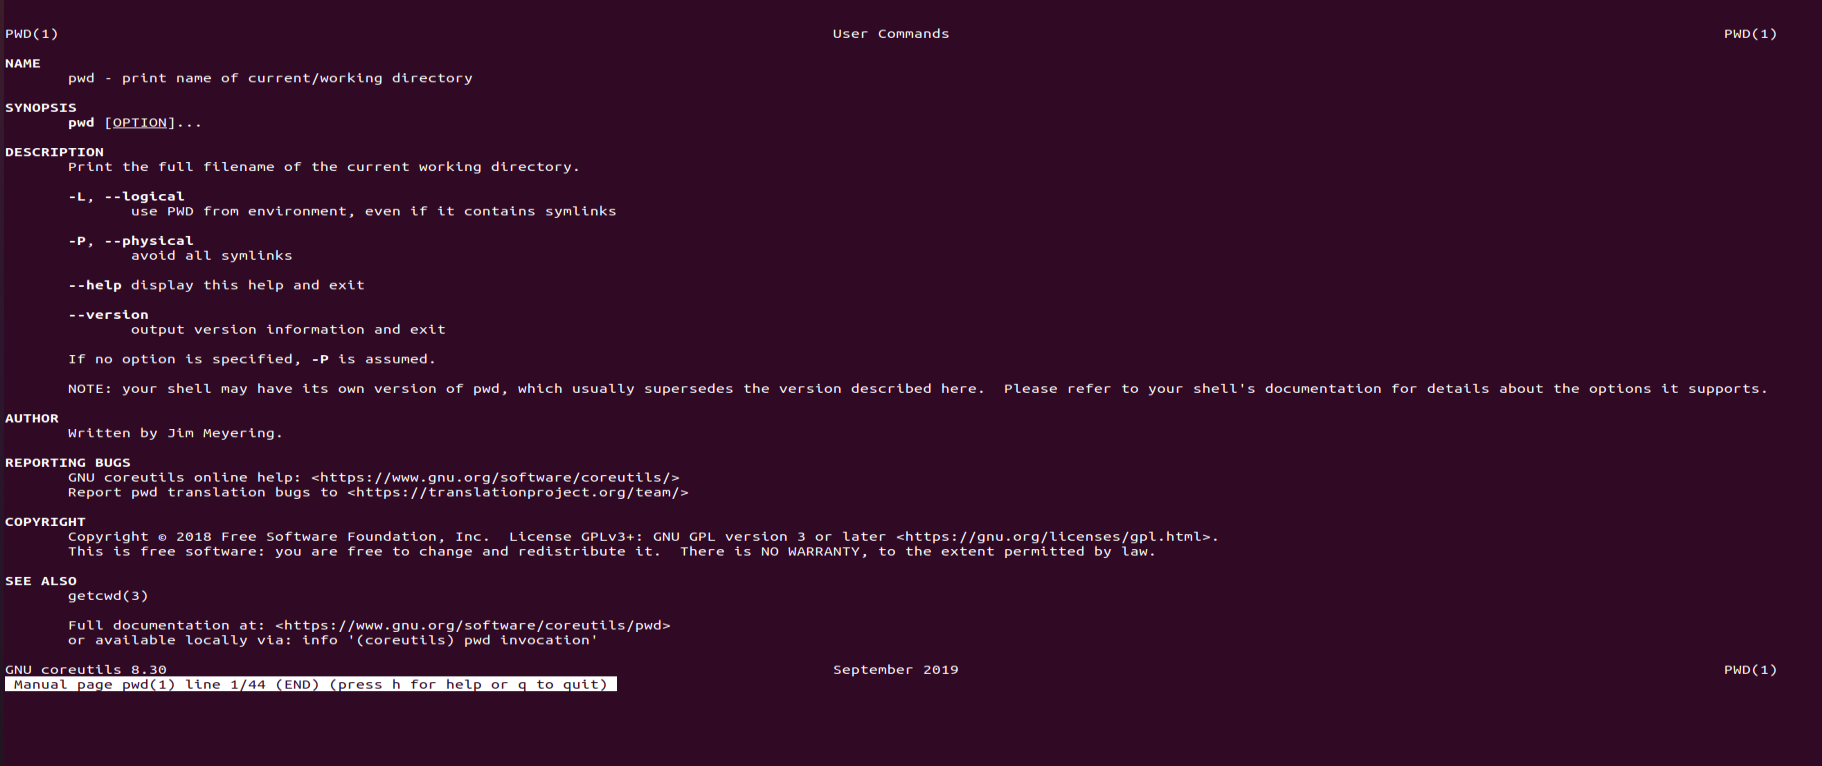 PWD(1) User Commands PWD(1)
NAME
pwd - print name of current/working directory
SYNOPSIS
pwd [OPTION]...
DESCRIPTION
Print the full filename of the current working directory.
-L, --logical
use PWD from environment, even if it contains symlinks
-P, --physical
avoid all symlinks
--help display this help and exit
--version
output version information and exit
If no option is specified, -P is assumed.
NOTE: your shell may have its own version of pwd, which usually supersedes the version described here.  Please refer to your shell's documentation for details about the options it supports.
AUTHOR
Written by Jim Meyering.
REPORTING BUGS
GNU coreutils online help: <https://www.gnu.org/software/coreutils/>
Report pwd translation bugs to <https://translationproject.org/team/>
COPYRIGHT
Copyright © 2018 Free Software Foundation, Inc.  License GPLv3+: GNU GPL version 3 or later <https://gnu.org/licenses/gpl.html>.
This is free software: you are free to change and redistribute it.  There is NO WARRANTY, to the extent permitted by law.
SEE ALSO
getcwd(3)
Full documentation at: <https://www.gnu.org/software/coreutils/pwd>
or available locally via: info '(coreutils) pwd invocation'
GNU coreutils 8.30 September 2019 PWD(1)
Manual page pwd(1) line 1/44 (END) (press h for help or q to quit)